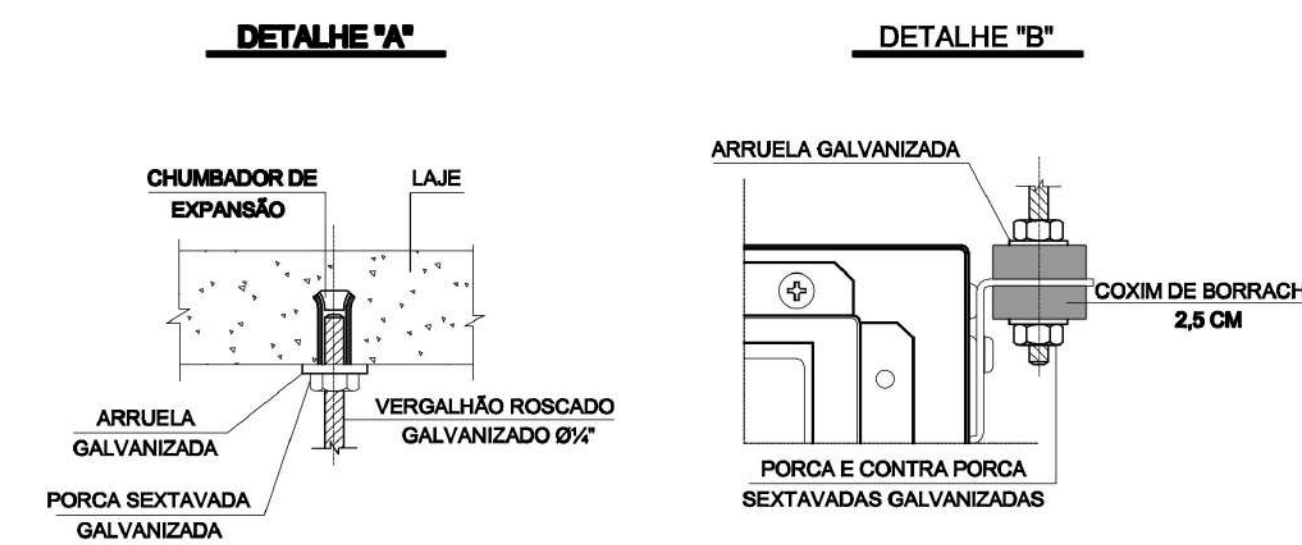 DETALHE "A"
CHUMBADOR DE
EXPANSÃO
LAJE
ARRUELA
GALVANIZADA
VERGALHÃO ROSCADO
GALVANIZADO Ø¼"
PORCA SEXTAVADA
GALVANIZADA
DETALHE "B"
ARRUELA GALVANIZADA
COXIM DE BORRACH
2,5 CM
PORCA E CONTRA PORCA
SEXTAVADAS GALVANIZADAS